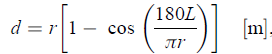 d = r [ 1 − cos ( 180L / πr ) ] [m],